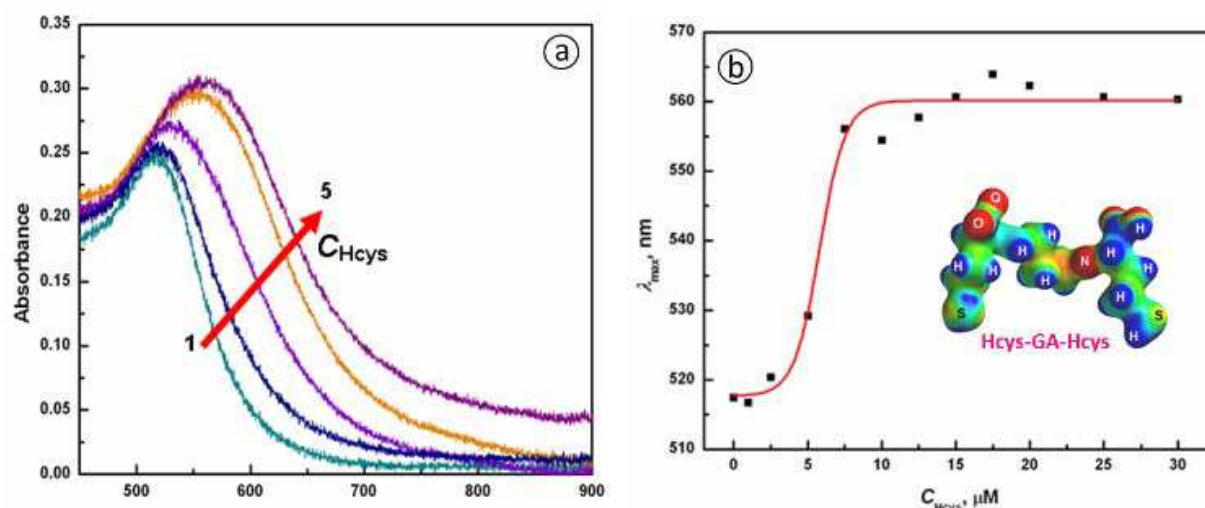 ⓐ
0.35
0.30
0.25
0.20
0.15
0.10
0.05
0.00
Absorbance
1
5
C_Hcys
500 600 700 800 900
ⓑ
570
560
550
540
530
520
510
λmax, nm
O
O
H
H
H
H
H
N
H
H
H
H
H
S
S
Hcys-GA-Hcys
0 5 10 15 20 25 30
C_Hcys, μM